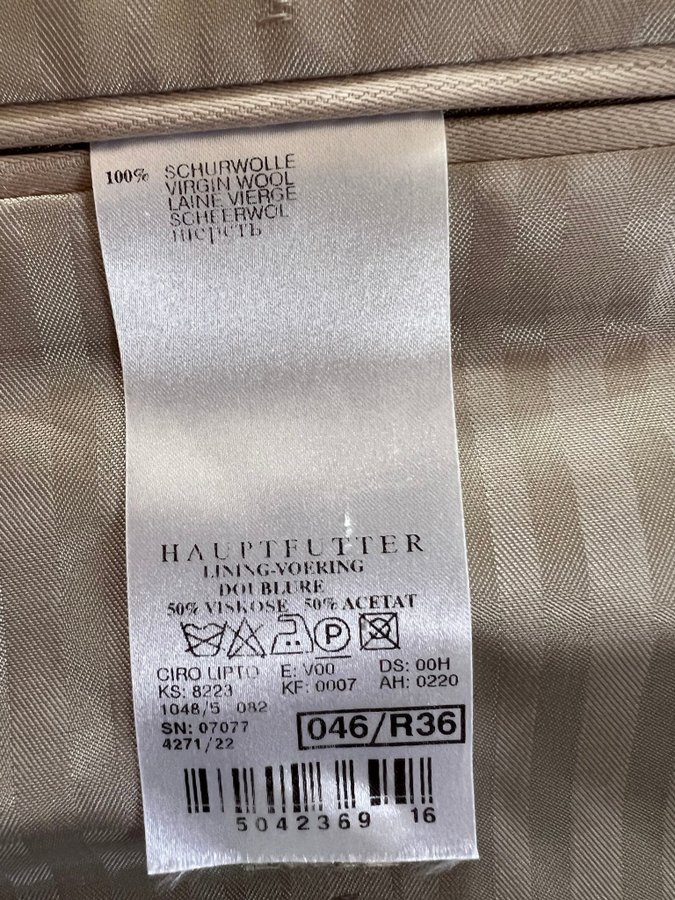 100% SCHURWOLLE
VIRGIN WOOL
LAINE VIERGE
SCHEERWOL
шерсть
HAUPTFUTTER
LINING-VOERING
DOUBLURE
50% VISKOSE 50% ACETAT
P
CIRO LIPTO E: V00 DS: 00H
KS: 8223 KF: 0007 AH: 0220
1048/5 082
SN: 07077
4271/22
046/R36
5042369 16